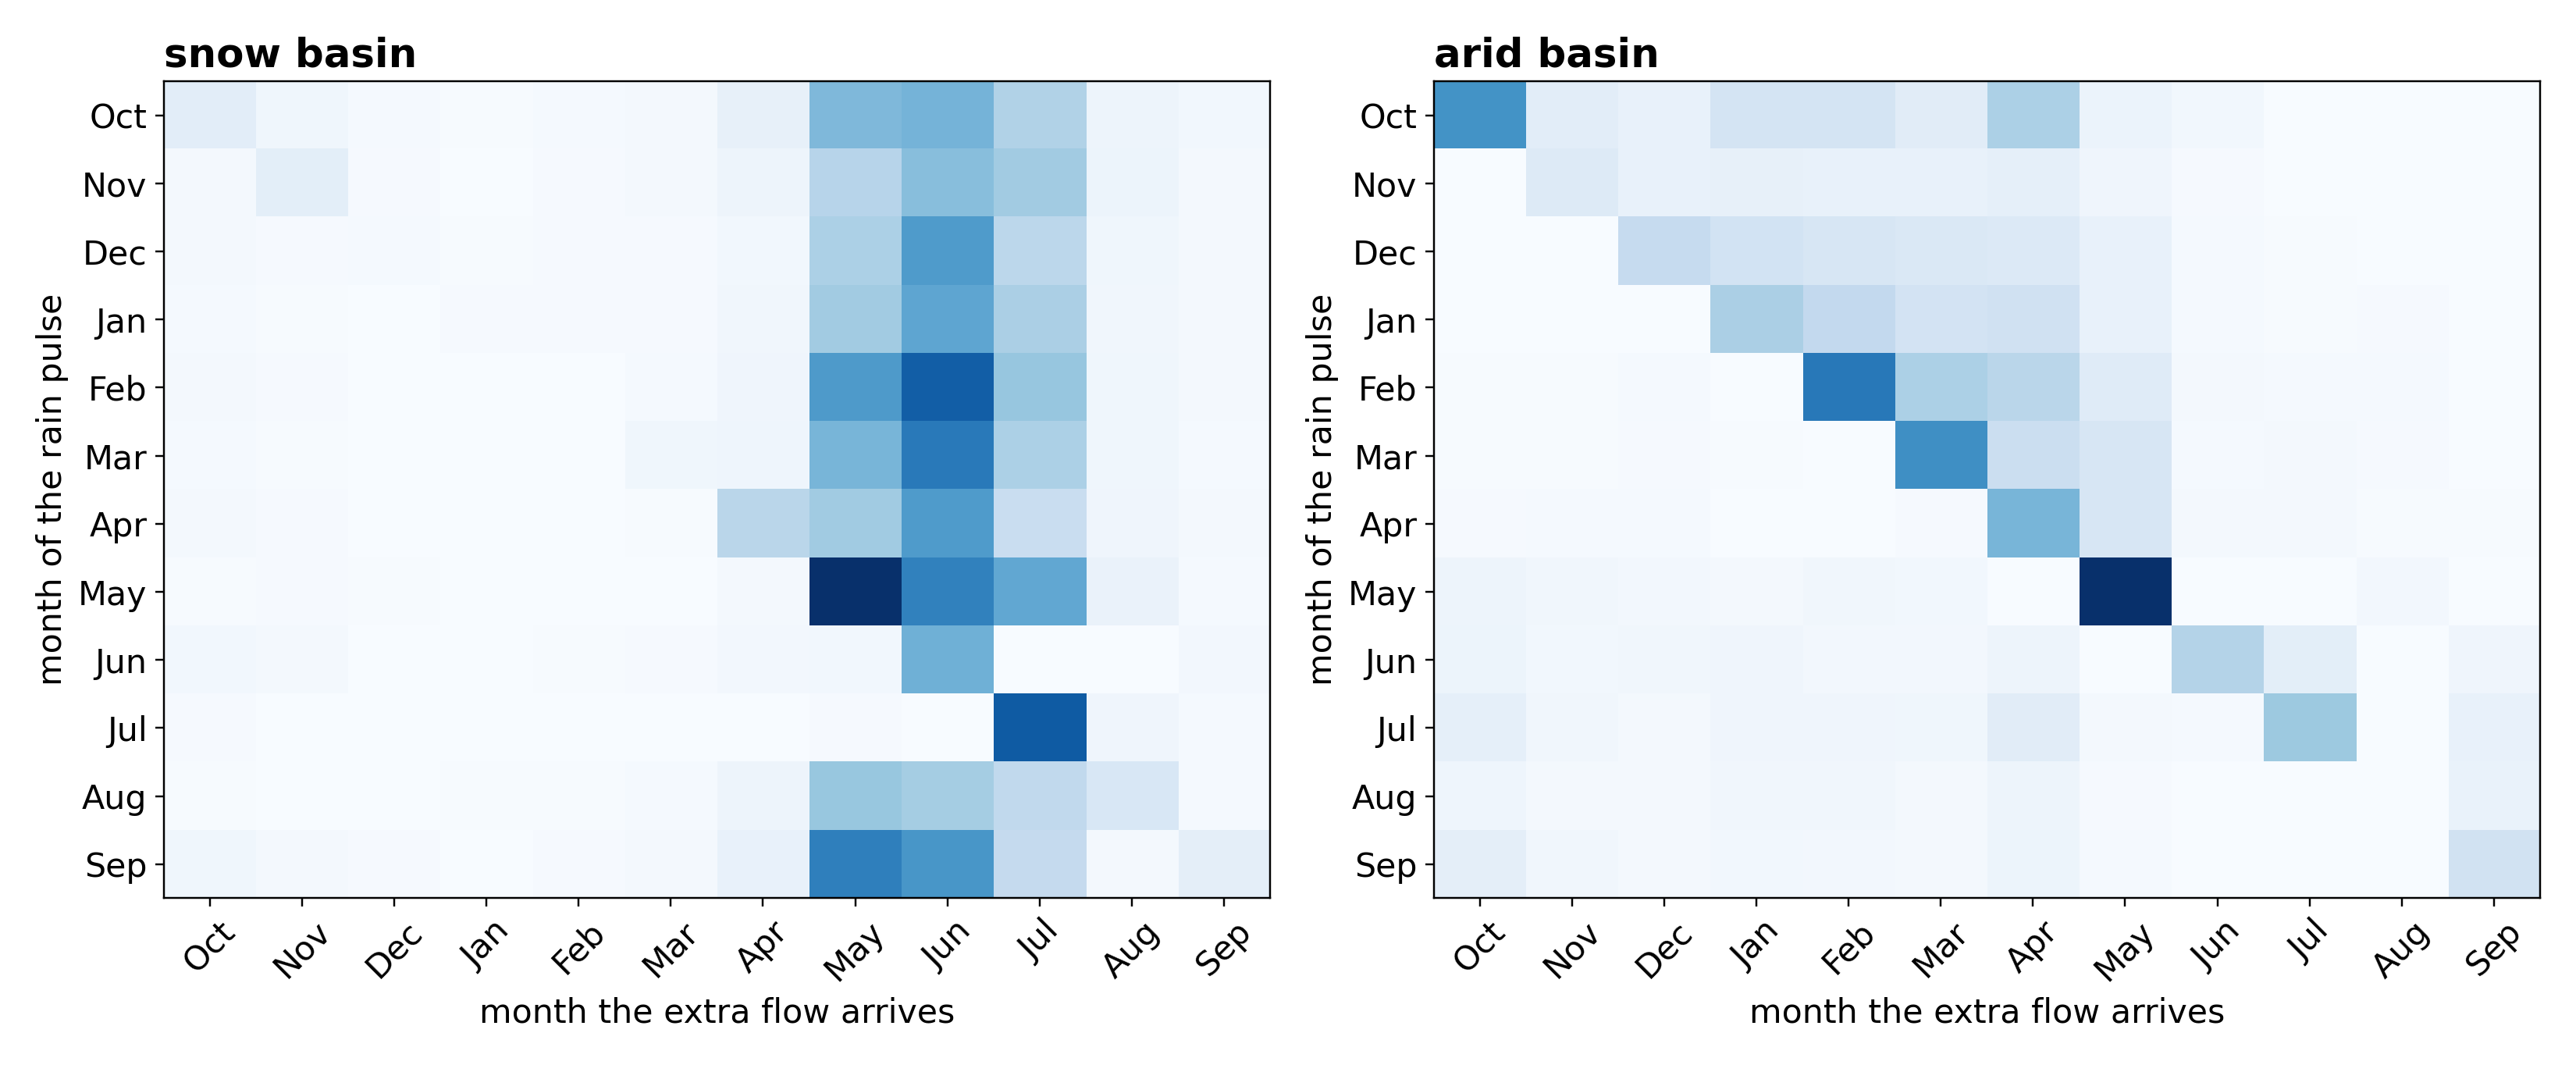 snow basin
month of the rain pulse
Oct
Nov
Dec
Jan
Feb
Mar
Apr
May
Jun
Jul
Aug
Sep
Oct Nov Dec Jan Feb Mar Apr May Jun Jul Aug Sep
month the extra flow arrives
arid basin
month of the rain pulse
Oct
Nov
Dec
Jan
Feb
Mar
Apr
May
Jun
Jul
Aug
Sep
Oct Nov Dec Jan Feb Mar Apr May Jun Jul Aug Sep
month the extra flow arrives